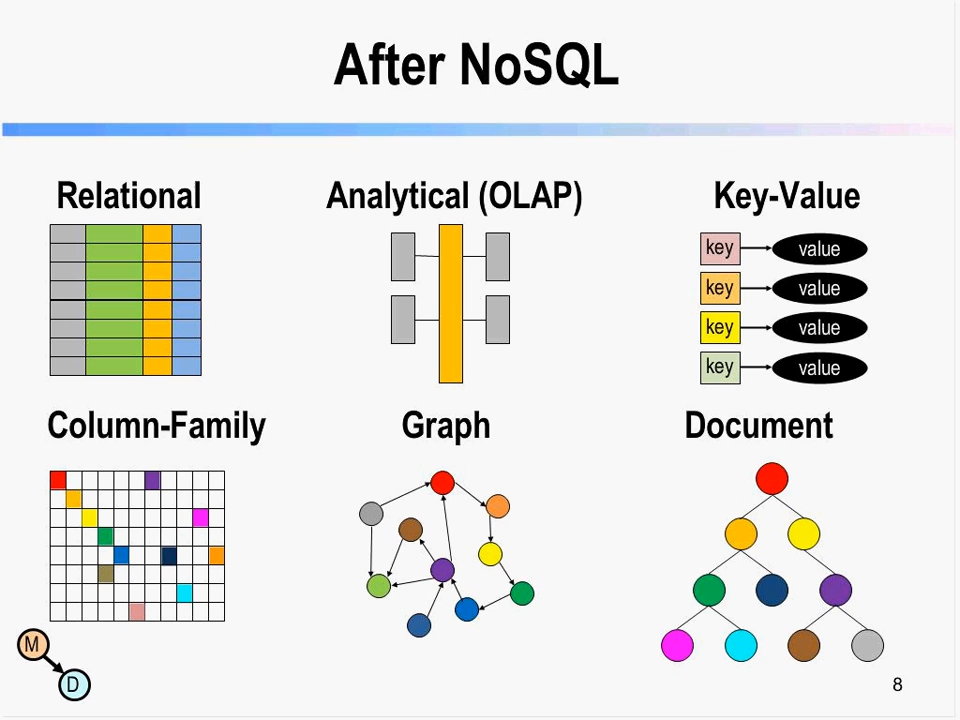 After NoSQL
Relational
Analytical (OLAP)
Key-Value
key value
key value
key value
key value
Column-Family
Graph
Document
M
D
8